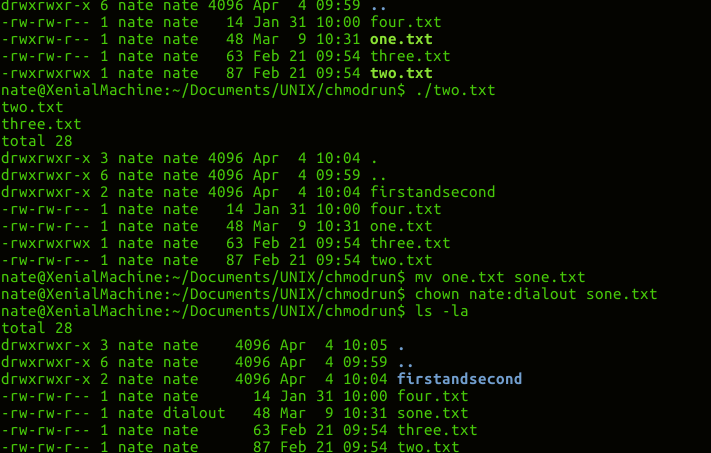 drwxrwxr-x 6 nate nate 4096 Apr  4 09:59 ..
-rw-rw-r-- 1 nate nate   14 Jan 31 10:00 four.txt
-rwxrwxrwx 1 nate nate   48 Mar  9 10:31 one.txt
-rw-rw-r-- 1 nate nate   63 Feb 21 09:54 three.txt
-rwxrwxrwx 1 nate nate   87 Feb 21 09:54 two.txt
nate@XenialMachine:~/Documents/UNIX/chmodrun$ ./two.txt
two.txt
three.txt
total 28
drwxrwxr-x 3 nate nate 4096 Apr  4 10:04 .
drwxrwxr-x 6 nate nate 4096 Apr  4 09:59 ..
drwxrwxr-x 2 nate nate 4096 Apr  4 10:04 firstandsecond
-rw-rw-r-- 1 nate nate   14 Jan 31 10:00 four.txt
-rw-rw-r-- 1 nate nate   48 Mar  9 10:31 one.txt
-rwxrwxrwx 1 nate nate   63 Feb 21 09:54 three.txt
-rw-rw-r-- 1 nate nate   87 Feb 21 09:54 two.txt
nate@XenialMachine:~/Documents/UNIX/chmodrun$ mv one.txt sone.txt
nate@XenialMachine:~/Documents/UNIX/chmodrun$ chown nate:dialout sone.txt
nate@XenialMachine:~/Documents/UNIX/chmodrun$ ls -la
total 28
drwxrwxr-x 3 nate nate    4096 Apr  4 10:05 .
drwxrwxr-x 6 nate nate    4096 Apr  4 09:59 ..
drwxrwxr-x 2 nate nate    4096 Apr  4 10:04 firstandsecond
-rw-rw-r-- 1 nate nate      14 Jan 31 10:00 four.txt
-rw-rw-r-- 1 nate dialout   48 Mar  9 10:31 sone.txt
-rw-rw-r-- 1 nate nate      63 Feb 21 09:54 three.txt
-rw-rw-r-- 1 nate nate      87 Feb 21 09:54 two.txt